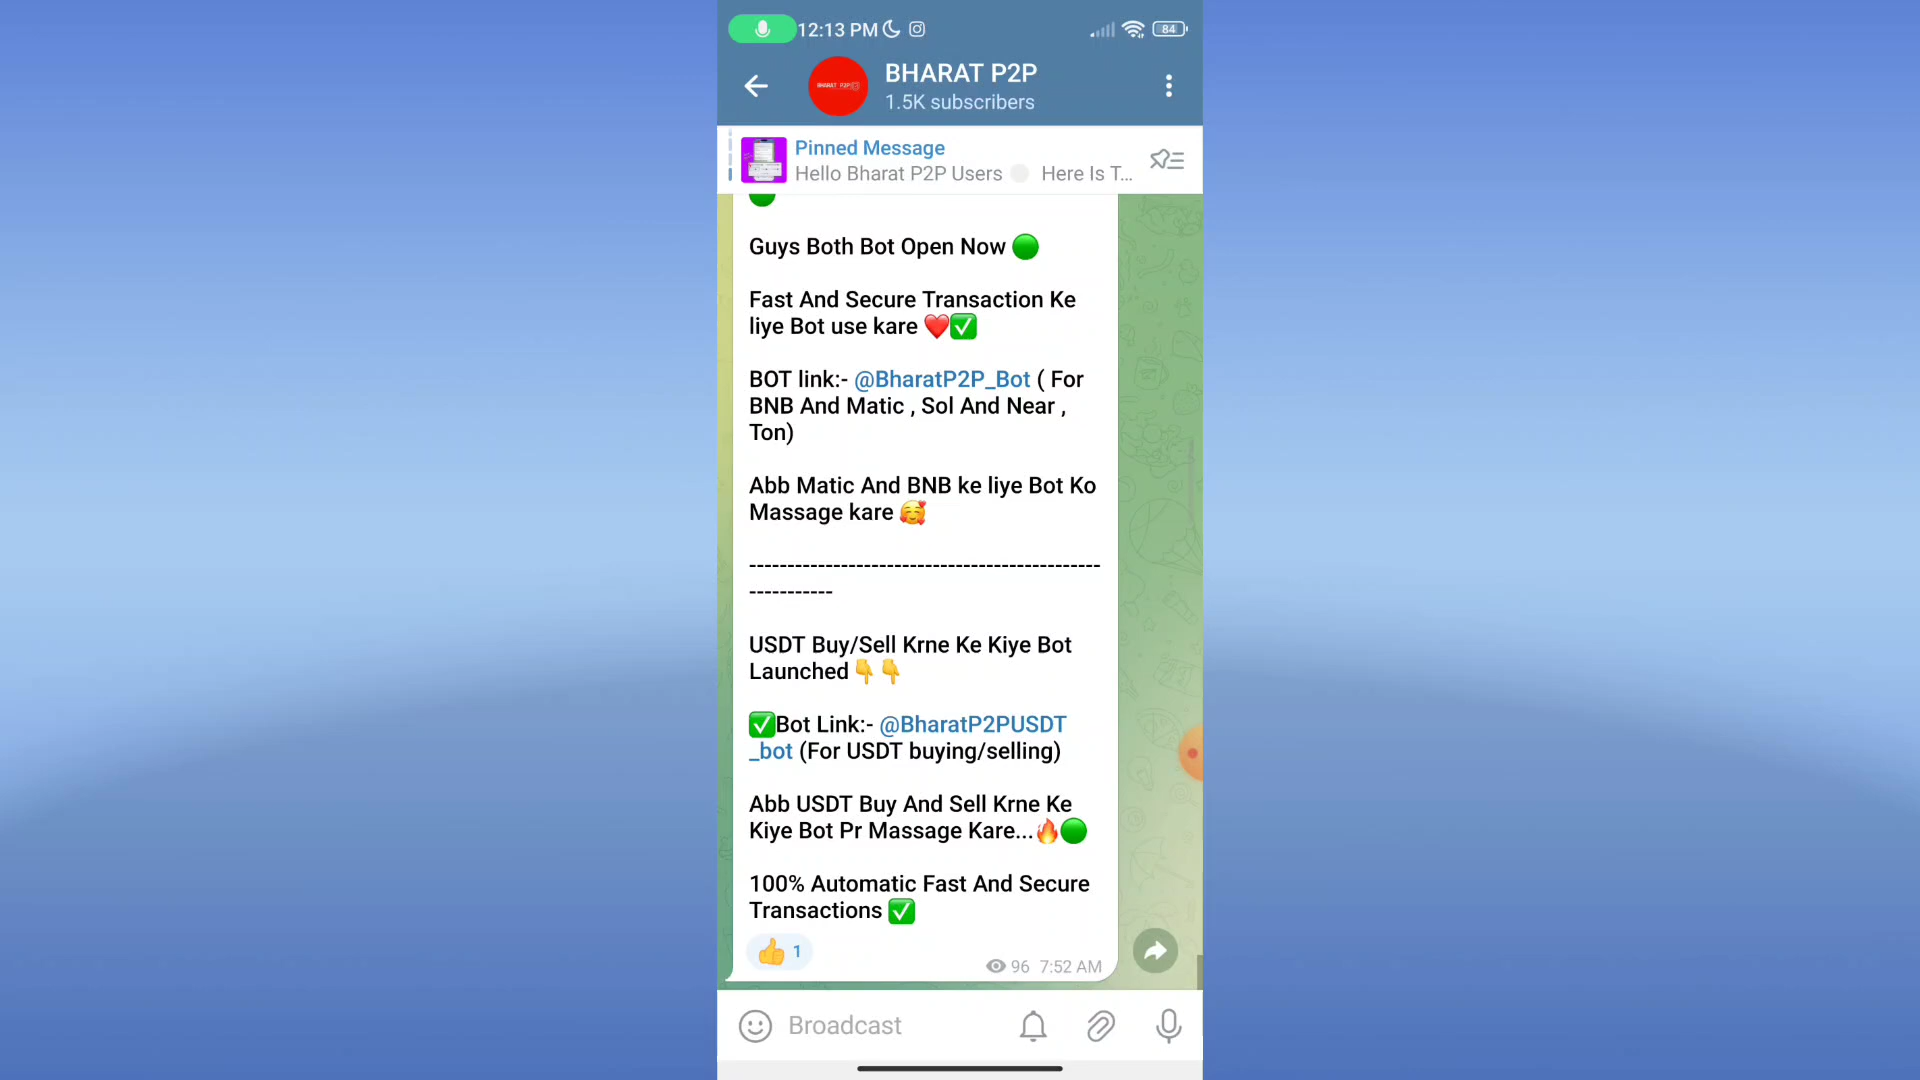 12:13 PM
84
BHARAT P2P
BHARAT P2P
1.5K subscribers
Pinned Message
Hello Bharat P2P Users Here Is T...
Guys Both Bot Open Now 🟢
Fast And Secure Transaction Ke
liye Bot use kare ❤️✅
BOT link:- @BharatP2P_Bot ( For
BNB And Matic , Sol And Near ,
Ton)
Abb Matic And BNB ke liye Bot Ko
Massage kare 🥰
----------------------------------------------
-----------
USDT Buy/Sell Krne Ke Kiye Bot
Launched👇👇
✅Bot Link:- @BharatP2PUSDT
_bot (For USDT buying/selling)
Abb USDT Buy And Sell Krne Ke
Kiye Bot Pr Massage Kare...🔥🟢
100% Automatic Fast And Secure
Transactions ✅
👍 1
96 7:52 AM
Broadcast